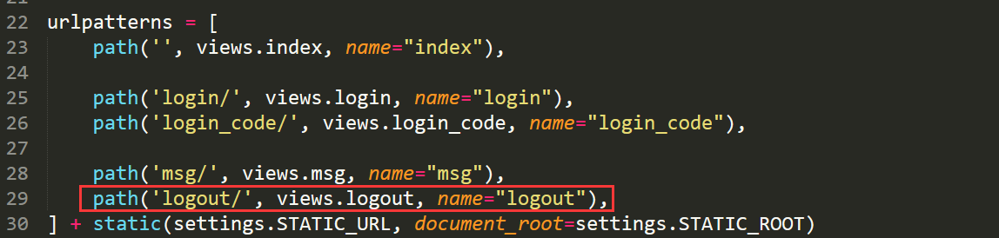 22 urlpatterns = [
23     path('', views.index, name="index"),
24
25     path('login/', views.login, name="login"),
26     path('login_code/', views.login_code, name="login_code"),
27
28     path('msg/', views.msg, name="msg"),
29     path('logout/', views.logout, name="logout"),
30 ] + static(settings.STATIC_URL, document_root=settings.STATIC_ROOT)